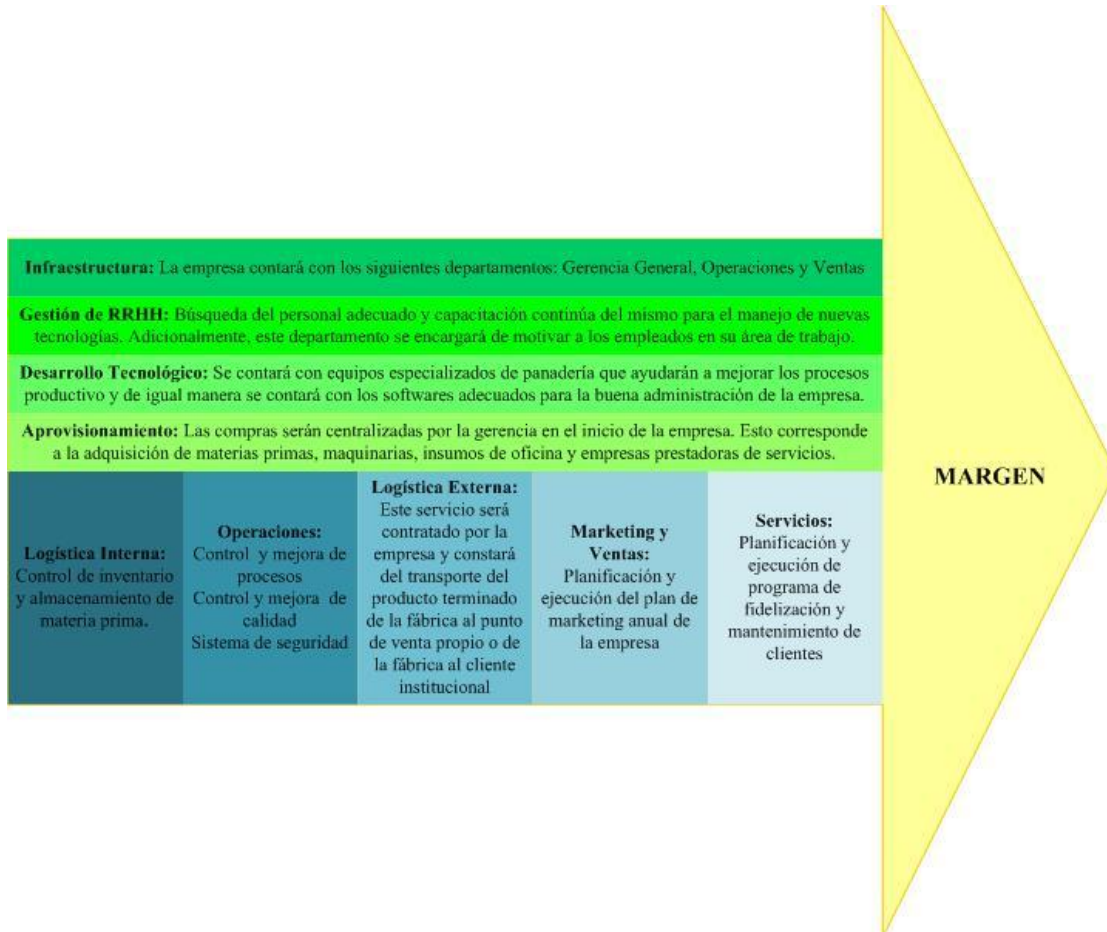 Infraestructura: La empresa contará con los siguientes departamentos: Gerencia General, Operaciones y Ventas
Gestión de RRHH: Búsqueda del personal adecuado y capacitación continúa del mismo para el manejo de nuevas
tecnologías. Adicionalmente, este departamento se encargará de motivar a los empleados en su área de trabajo.
Desarrollo Tecnológico: Se contará con equipos especializados de panadería que ayudarán a mejorar los procesos
productivo y de igual manera se contará con los softwares adecuados para la buena administración de la empresa.
Aprovisionamiento: Las compras serán centralizadas por la gerencia en el inicio de la empresa. Esto corresponde
a la adquisición de materias primas, maquinarias, insumos de oficina y empresas prestadoras de servicios.
Logística Interna:
Control de inventario
y almacenamiento de
materia prima.
Operaciones:
Control y mejora de
procesos
Control y mejora de
calidad
Sistema de seguridad
Logística Externa:
Este servicio será
contratado por la
empresa y constará
del transporte del
producto terminado
de la fábrica al punto
de venta propio o de
la fábrica al cliente
institucional
Marketing y
Ventas:
Planificación y
ejecución del plan de
marketing anual de
la empresa
Servicios:
Planificación y
ejecución de
programa de
fidelización y
mantenimiento de
clientes
MARGEN